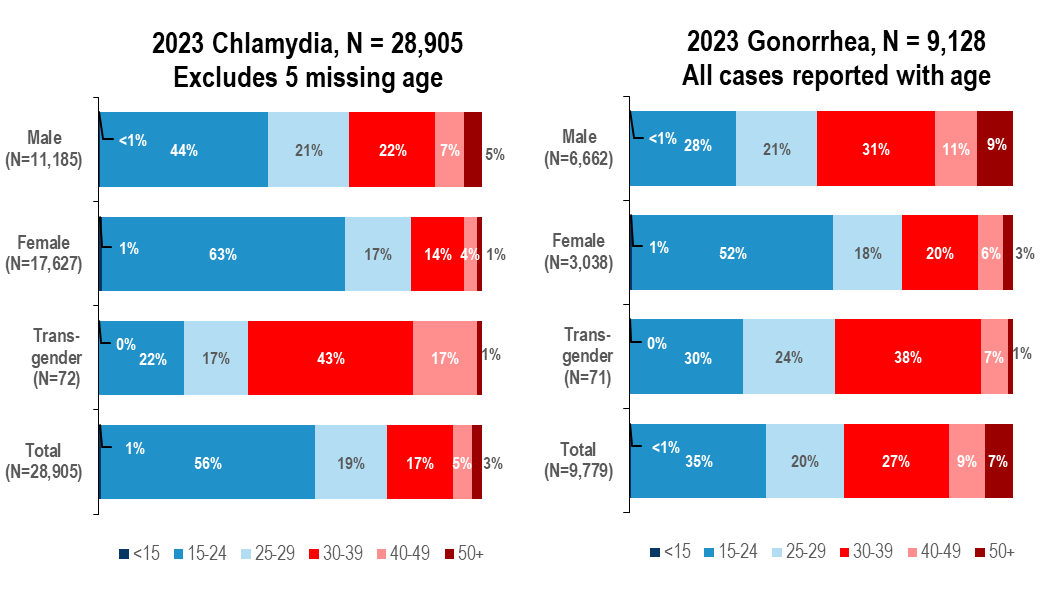 2023 Chlamydia, N = 28,905
Excludes 5 missing age
Male
(N=11,185)
<1%
44%
21%
22%
7%
5%
Female
(N=17,627)
1%
63%
17%
14%
4%
1%
Trans-
gender
(N=72)
0%
22%
17%
43%
17%
1%
Total
(N=28,905)
1%
56%
19%
17%
5%
3%
<15
15-24
25-29
30-39
40-49
50+
2023 Gonorrhea, N = 9,128
All cases reported with age
Male
(N=6,662)
<1%
28%
21%
31%
11%
9%
Female
(N=3,038)
1%
52%
18%
20%
6%
3%
Trans-
gender
(N=71)
0%
30%
24%
38%
7%
1%
Total
(N=9,779)
<1%
35%
20%
27%
9%
7%
<15
15-24
25-29
30-39
40-49
50+